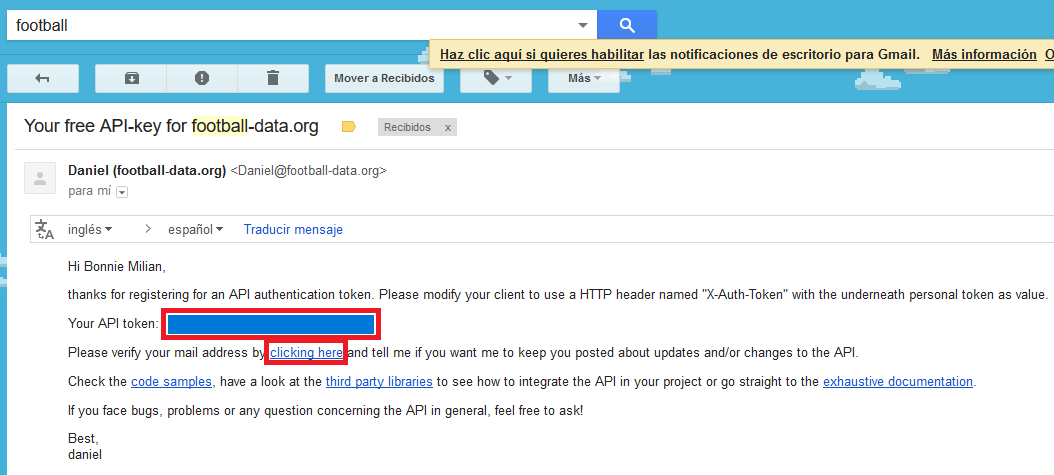 football
Haz clic aquí si quieres habilitar las notificaciones de escritorio para Gmail. Más información O
Mover a Recibidos Más
Your free API-key for football-data.org Recibidos x
Daniel (football-data.org) <Daniel@football-data.org>
para mí
inglés > español Traducir mensaje
Hi Bonnie Milian,
thanks for registering for an API authentication token. Please modify your client to use a HTTP header named "X-Auth-Token" with the underneath personal token as value.
Your API token:
Please verify your mail address by clicking here and tell me if you want me to keep you posted about updates and/or changes to the API.
Check the code samples, have a look at the third party libraries to see how to integrate the API in your project or go straight to the exhaustive documentation.
If you face bugs, problems or any question concerning the API in general, feel free to ask!
Best,
daniel